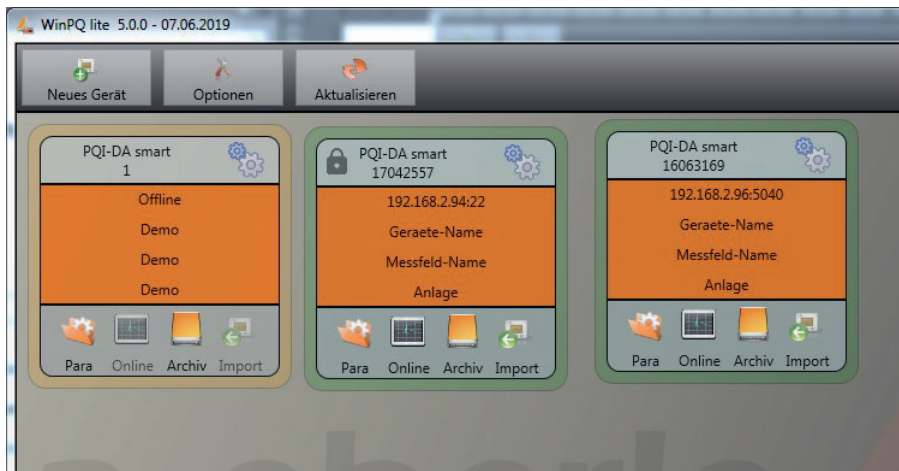 WinPQ lite 5.0.0 - 07.06.2019
Neues Gerät Optionen Aktualisieren
PQI-DA smart
1
Offline
Demo
Demo
Demo
Para Online Archiv Import
PQI-DA smart
17042557
192.168.2.94:22
Geraete-Name
Messfeld-Name
Anlage
Para Online Archiv Import
PQI-DA smart
16063169
192.168.2.96:5040
Geraete-Name
Messfeld-Name
Anlage
Para Online Archiv Import